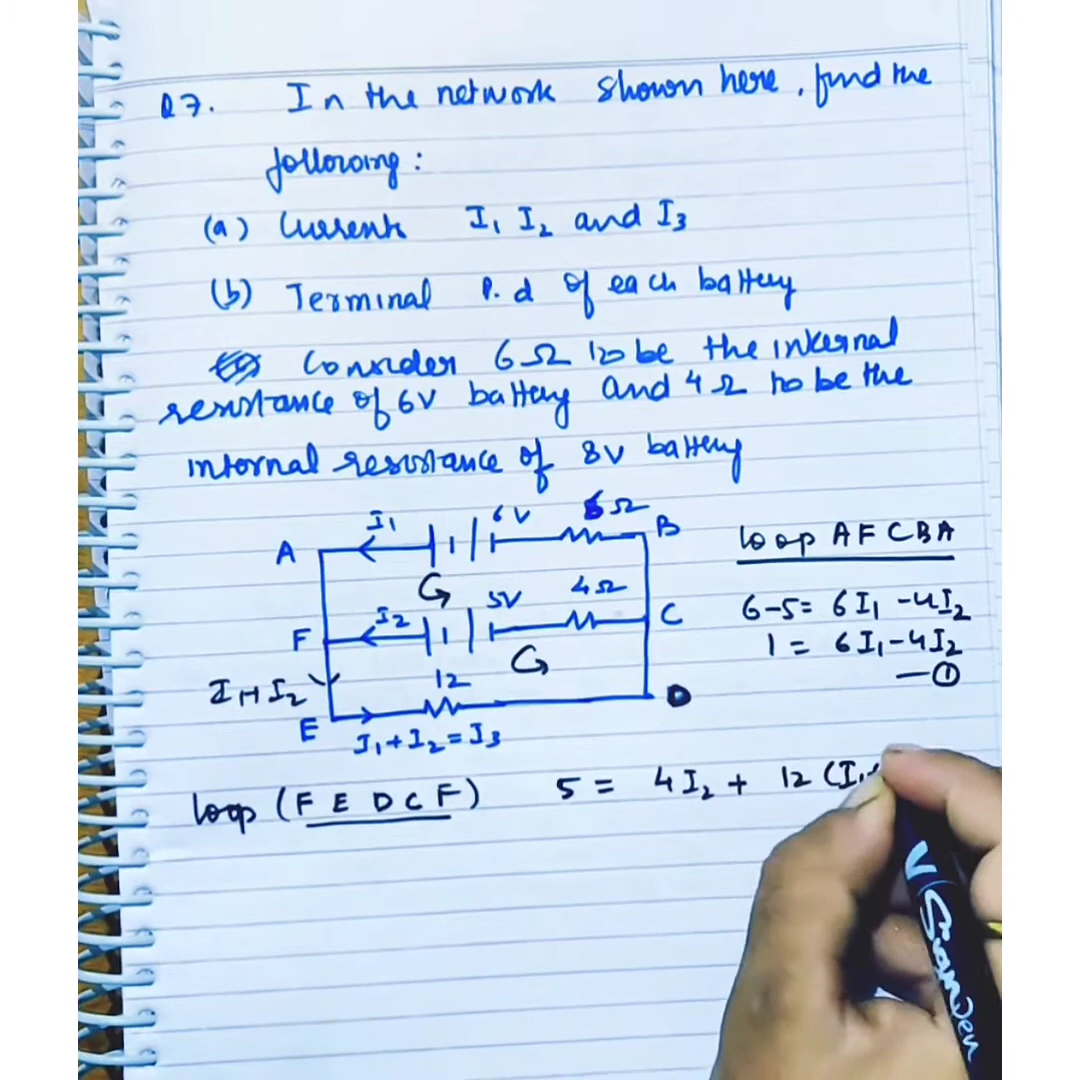 Q7. In the network shown here, find the
following:
(a) Current I₁ I₂ and I₃
(b) Terminal P.d of each battery
Consider 6Ω to be the internal
resistance of 6V battery and 4Ω to be the
internal resistance of 8V battery
I₁ 6V 6Ω
A B
I₂ 5V 4Ω
F C
I₁+I₂ 12
E D
I₁+I₂=I₃
loop AFCBA
6-5= 6I₁ -4I₂
1 = 6I₁-4I₂
—①
loop (FEDCF) 5 = 4I₂ + 12 (I₁
V Sranjen